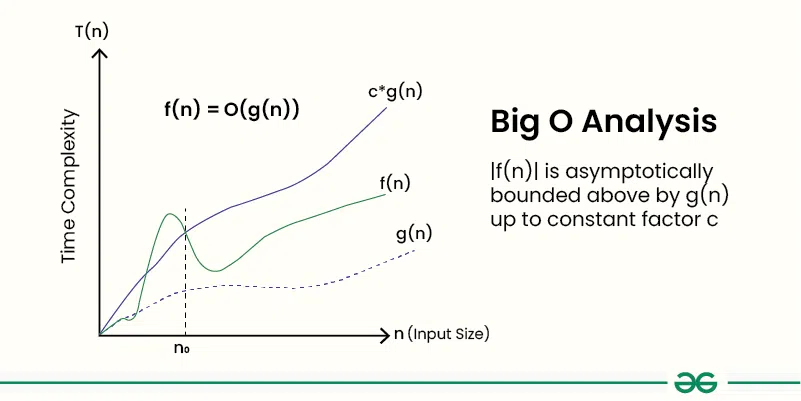 T(n)
Time Complexity
f(n) = O(g(n))
c*g(n)
f(n)
g(n)
n₀
n (Input Size)
Big O Analysis
|f(n)| is asymptotically
bounded above by g(n)
up to constant factor c